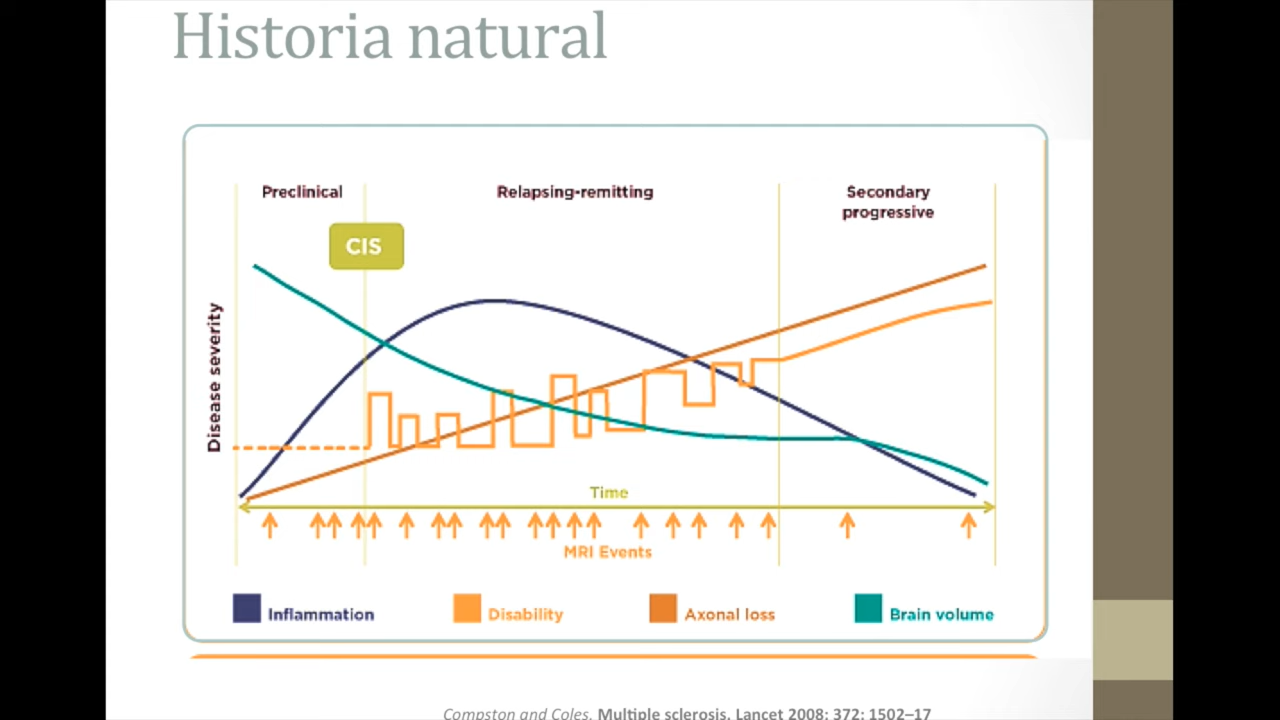 Historia natural
Preclinical
Relapsing-remitting
Secondary
progressive
CIS
Disease severity
Time
MRI Events
Inflammation
Disability
Axonal loss
Brain volume
Compston and Coles. Multiple sclerosis. Lancet 2008; 372: 1502–17